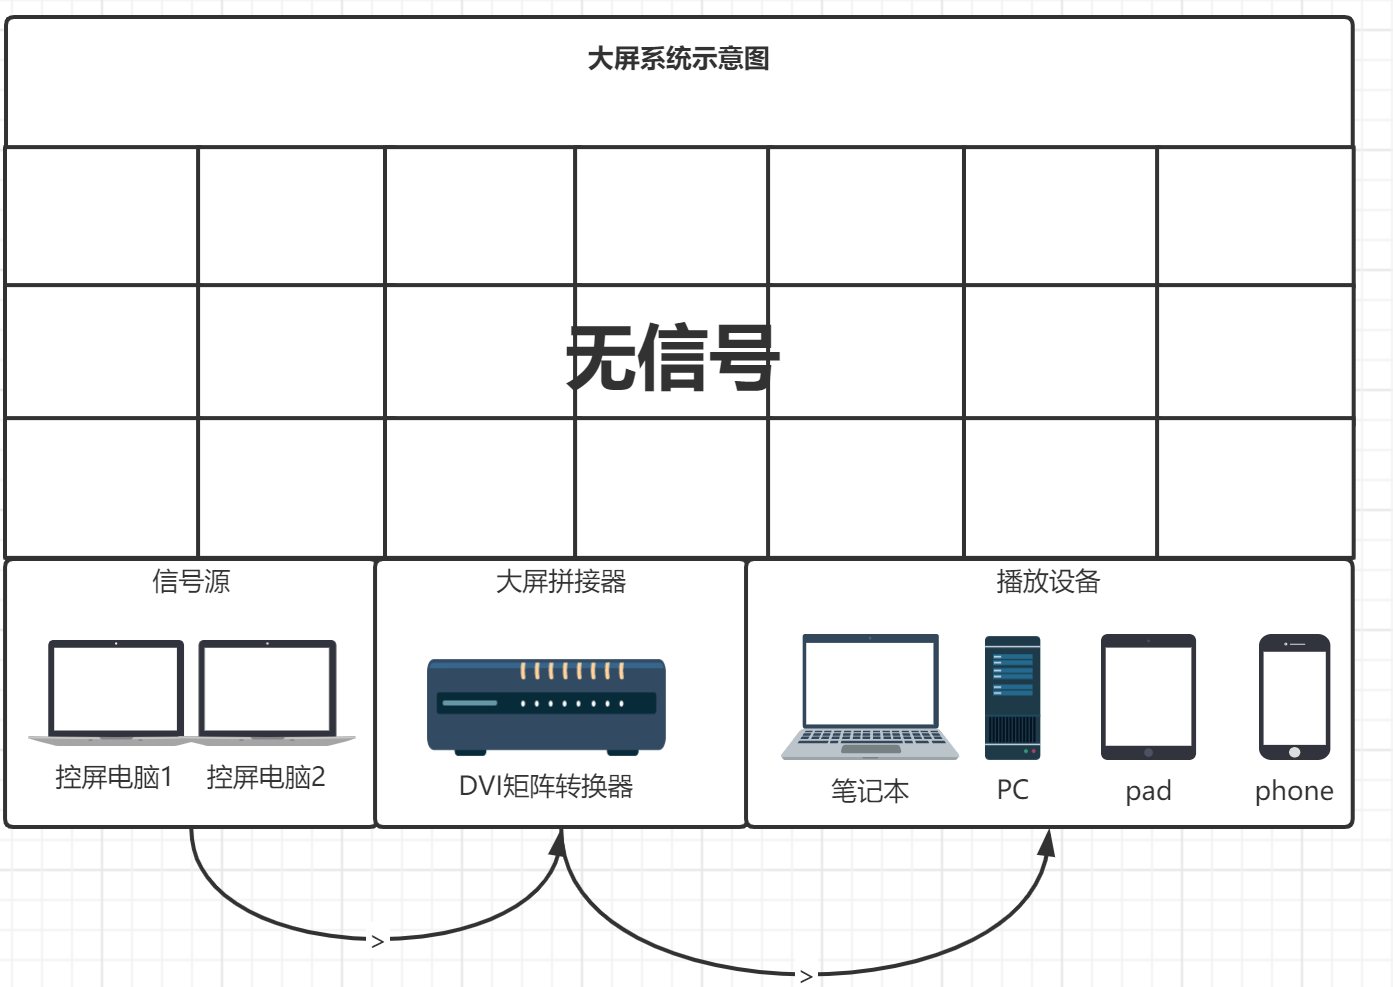 大屏系统示意图
无信号
信号源
大屏拼接器
播放设备
控屏电脑1
控屏电脑2
DVI矩阵转换器
笔记本
PC
pad
phone
>
>